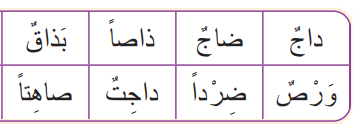 داجٌ ضاجٌ ذاصاً بَذاقٌ
وَرْصٌ ضِرْداً داجِتٌ صاهِتاً